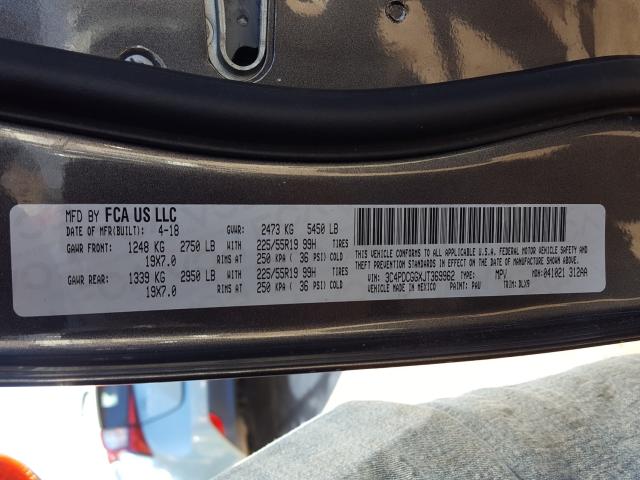 MFD BY FCA US LLC
DATE OF MFR(BUILT): 4-18 GVWR: 2473 KG 5450 LB
GAWR FRONT: 1248 KG 2750 LB WITH 225/55R19 99H TIRES
19X7.0 RIMS AT 250 KPA ( 36 PSI) COLD
GAWR REAR: 1339 KG 2950 LB WITH 225/55R19 99H TIRES
19X7.0 RIMS AT 250 KPA ( 36 PSI) COLD
THIS VEHICLE CONFORMS TO ALL APPLICABLE U.S.A. FEDERAL MOTOR VEHICLE SAFETY AND
THEFT PREVENTION STANDARDS IN EFFECT ON THE DATE OF MANUFACTURE SHOWN ABOVE.
VIN: 3C4PDCGGXJT369962 TYPE: MPV MDH: 041021 312AA
VEHICLE MADE IN MEXICO PAINT: PAU TRIM: DLX9